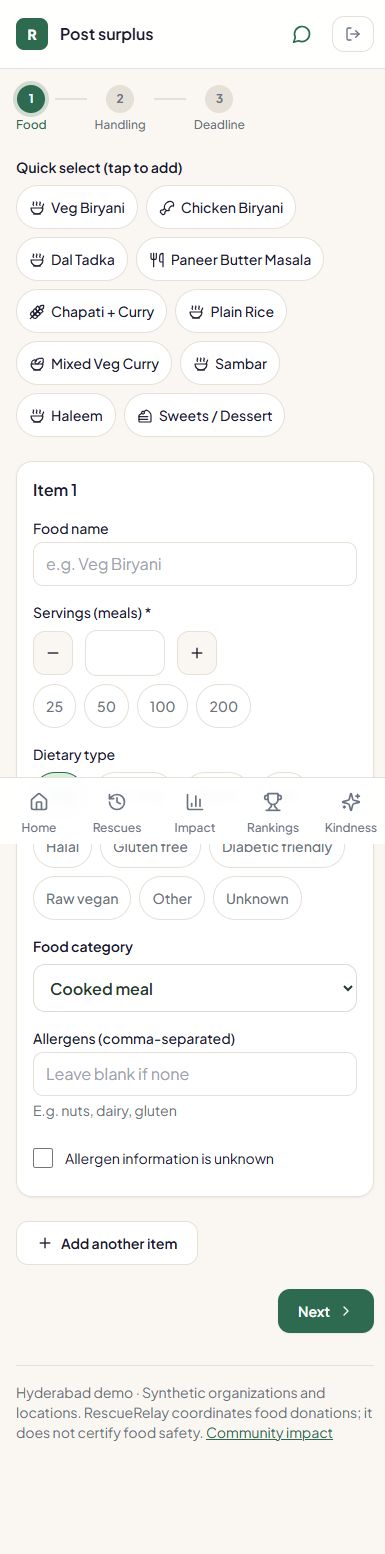 R Post surplus
1 2 3
Food Handling Deadline
Quick select (tap to add)
Veg Biryani Chicken Biryani
Dal Tadka Paneer Butter Masala
Chapati + Curry Plain Rice
Mixed Veg Curry Sambar
Haleem Sweets / Dessert
Item 1
Food name
e.g. Veg Biryani
Servings (meals) *
− +
25 50 100 200
Dietary type
Home Rescues Impact Rankings Kindness
Halal Gluten free Diabetic friendly
Raw vegan Other Unknown
Food category
Cooked meal
Allergens (comma-separated)
Leave blank if none
E.g. nuts, dairy, gluten
Allergen information is unknown
+ Add another item
Next
Hyderabad demo · Synthetic organizations and
locations. RescueRelay coordinates food donations; it
does not certify food safety. Community impact